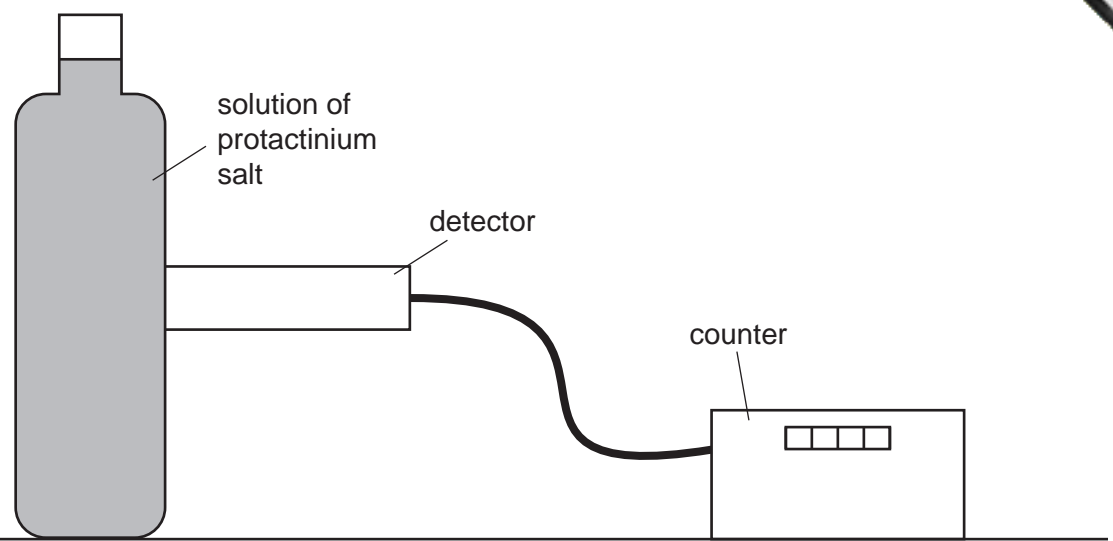 solution of
protactinium
salt
detector
counter